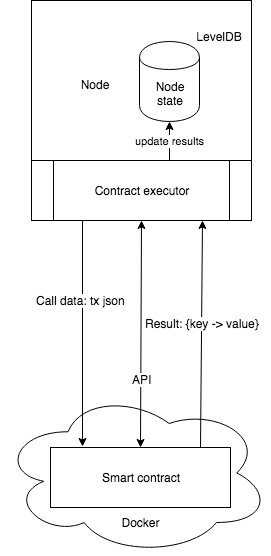 LevelDB
Node
Node
state
update results
Contract executor
Call data: tx json
Result: {key -> value}
API
Smart contract
Docker